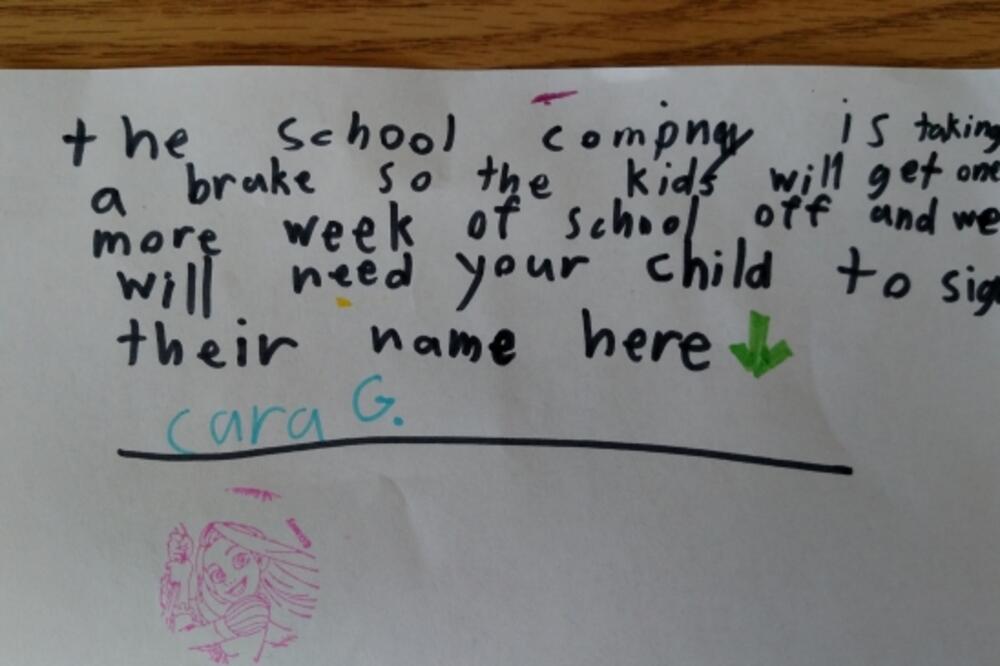 the school compny is taking
a brake so the kids will get one
more week of school off and we
will need your child to sig
their name here
cara G.